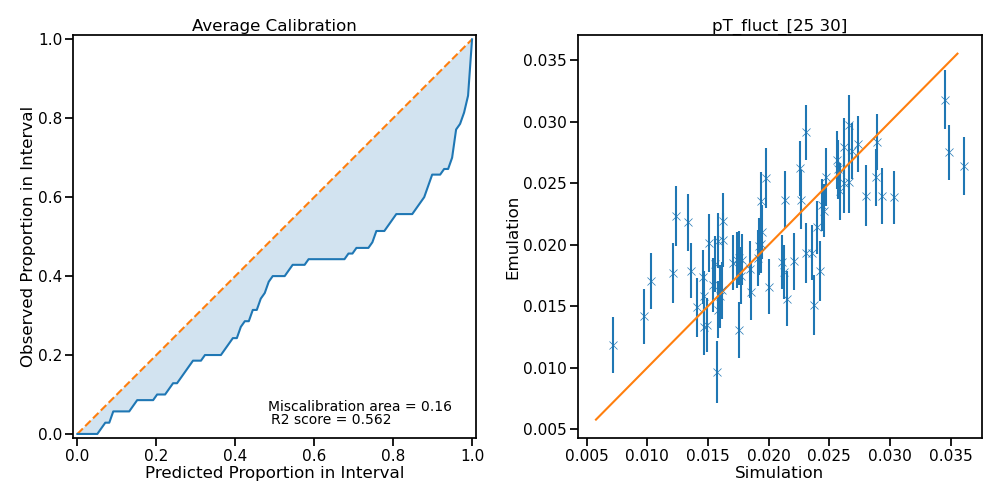 Average Calibration
1.0
0.8
0.6
0.4
0.2
0.0
Observed Proportion in Interval
Miscalibration area = 0.16
R2 score = 0.562
0.0 0.2 0.4 0.6 0.8 1.0
Predicted Proportion in Interval
pT fluct [25 30]
0.035
0.030
0.025
0.020
0.015
0.010
0.005
Emulation
0.005 0.010 0.015 0.020 0.025 0.030 0.035
Simulation